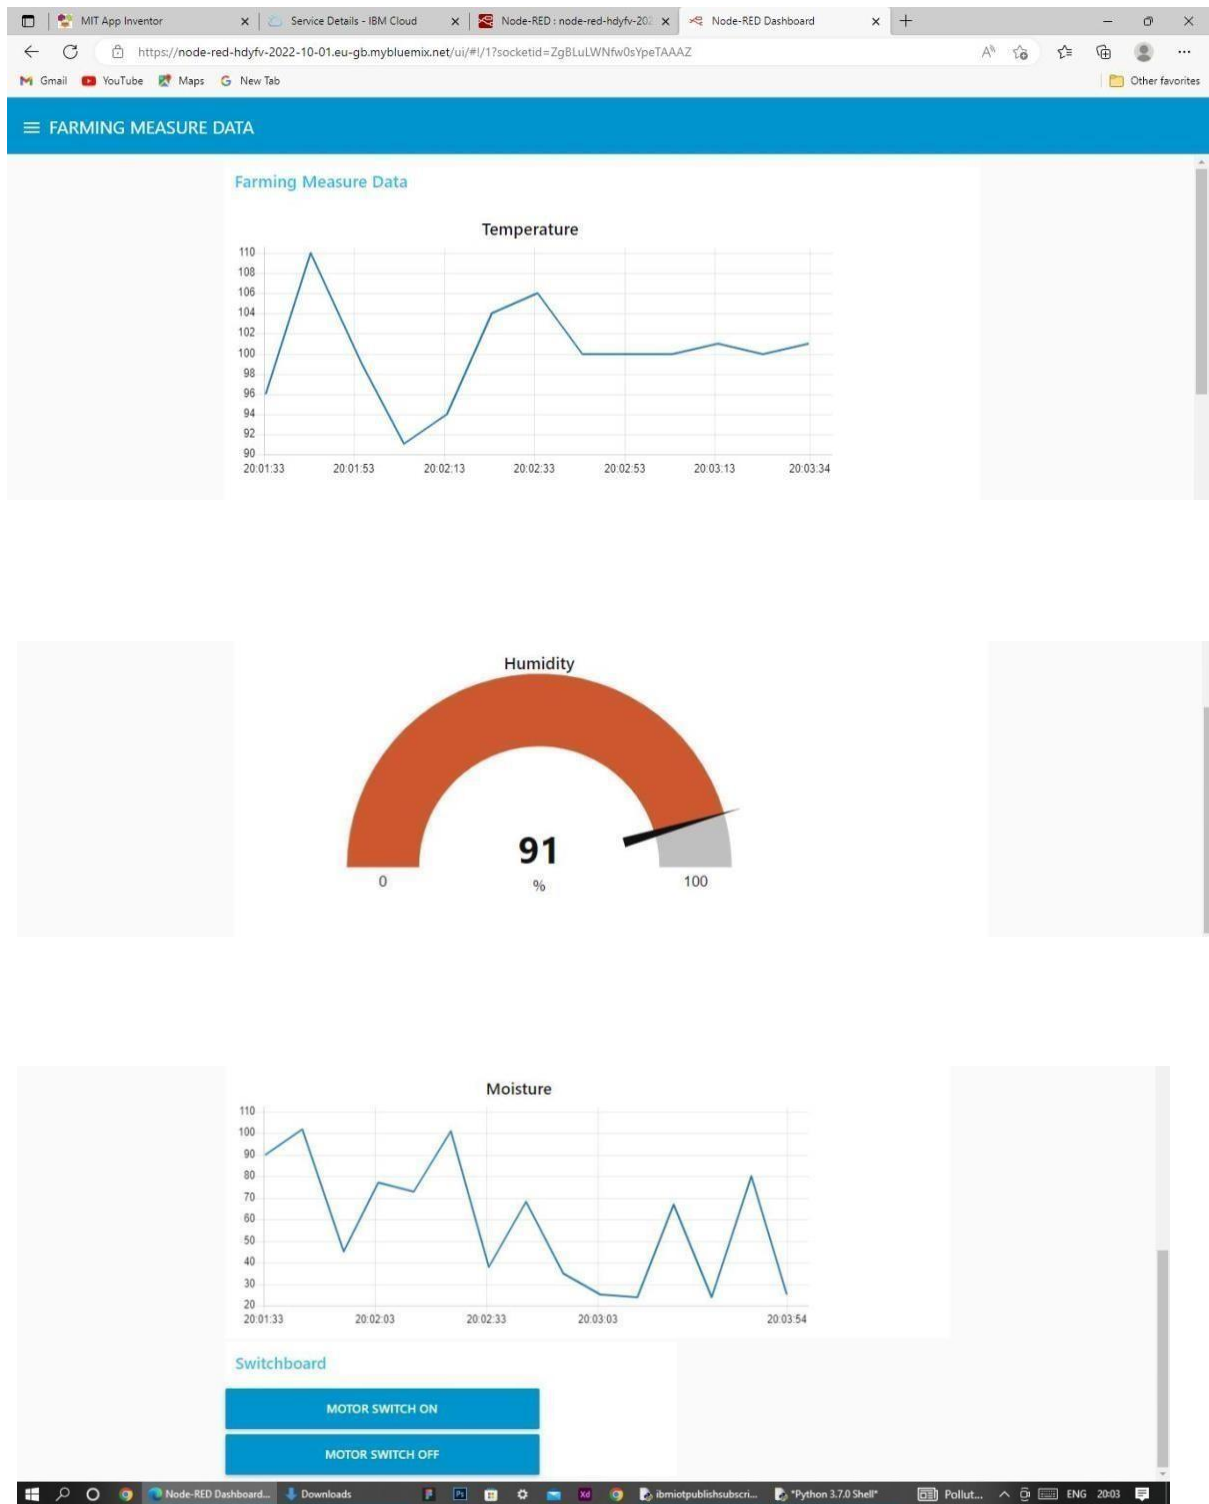 MIT App Inventor
Service Details - IBM Cloud
Node-RED : node-red-hdyfv-202
Node-RED Dashboard
https://node-red-hdyfv-2022-10-01.eu-gb.mybluemix.net/ui/#!/1?socketid=ZgBLuLWNfw0sYpeTAAAZ
Gmail YouTube Maps New Tab Other favorites
FARMING MEASURE DATA
Farming Measure Data
Temperature
110
108
106
104
102
100
98
96
94
92
90
20:01:33 20:01:53 20:02:13 20:02:33 20:02:53 20:03:13 20:03:34
Humidity
91
0 % 100
Moisture
110
100
90
80
70
60
50
40
30
20
20:01:33 20:02:03 20:02:33 20:03:03 20:03:54
Switchboard
MOTOR SWITCH ON
MOTOR SWITCH OFF
Node-RED Dashboard... Downloads Ps Xd ibmiotpublishsubscri... *Python 3.7.0 Shell* Pollut... ENG 20:03